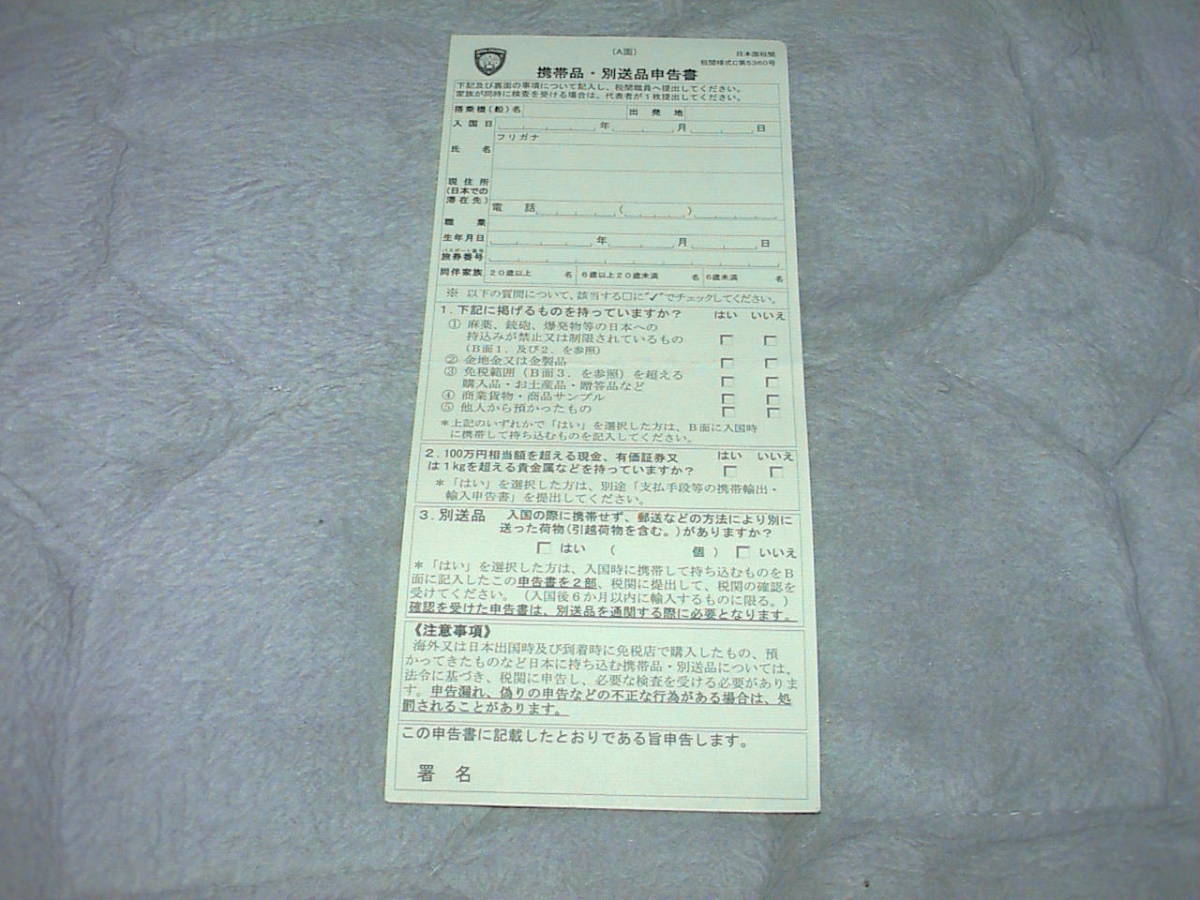 (A面)
日本国税関
税関様式C第5360号
携帯品・別送品申告書
下記及び裏面の事項について記入し、税関職員へ提出してください。
家族が同時に検査を受ける場合は、代表者が1枚提出してください。
搭乗機(船)名 出発地
入国日 年 月 日
フリガナ
氏名
現住所
(日本での
滞在先)
電話 ( )
職業
生年月日 年 月 日
旅券番号
同伴家族 20歳以上 名 6歳以上20歳未満 名 6歳未満 名
※ 以下の質問について、該当する□に"✓"でチェックしてください。
1.下記に掲げるものを持っていますか? はい いいえ
① 麻薬、銃砲、爆発物等の日本への
持込みが禁止又は制限されているもの
(B面1.及び2.を参照)
② 金地金又は金製品
③ 免税範囲(B面3.を参照)を超える
購入品・お土産品・贈答品など
④ 商業貨物・商品サンプル
⑤ 他人から預かったもの
*上記のいずれかで「はい」を選択した方は、B面に入国時
に携帯して持ち込むものを記入してください。
2.100万円相当額を超える現金、有価証券又 はい いいえ
は1kgを超える貴金属などを持っていますか?
*「はい」を選択した方は、別途「支払手段等の携帯輸出・
輸入申告書」を提出してください。
3.別送品 入国の際に携帯せず、郵送などの方法により別に
送った荷物(引越荷物を含む。)がありますか?
□ はい ( 個) □ いいえ
*「はい」を選択した方は、入国時に携帯して持ち込むものをB
面に記入したこの申告書を2部、税関に提出して、税関の確認を
受けてください。(入国後6か月以内に輸入するものに限る。)
確認を受けた申告書は、別送品を通関する際に必要となります。
《注意事項》
海外又は日本出国時及び到着時に免税店で購入したもの、預
かってきたものなど日本に持ち込む携帯品・別送品については、
法令に基づき、税関に申告し、必要な検査を受ける必要がありま
す。申告漏れ、偽りの申告などの不正な行為がある場合は、処
罰されることがあります。
この申告書に記載したとおりである旨申告します。
署名